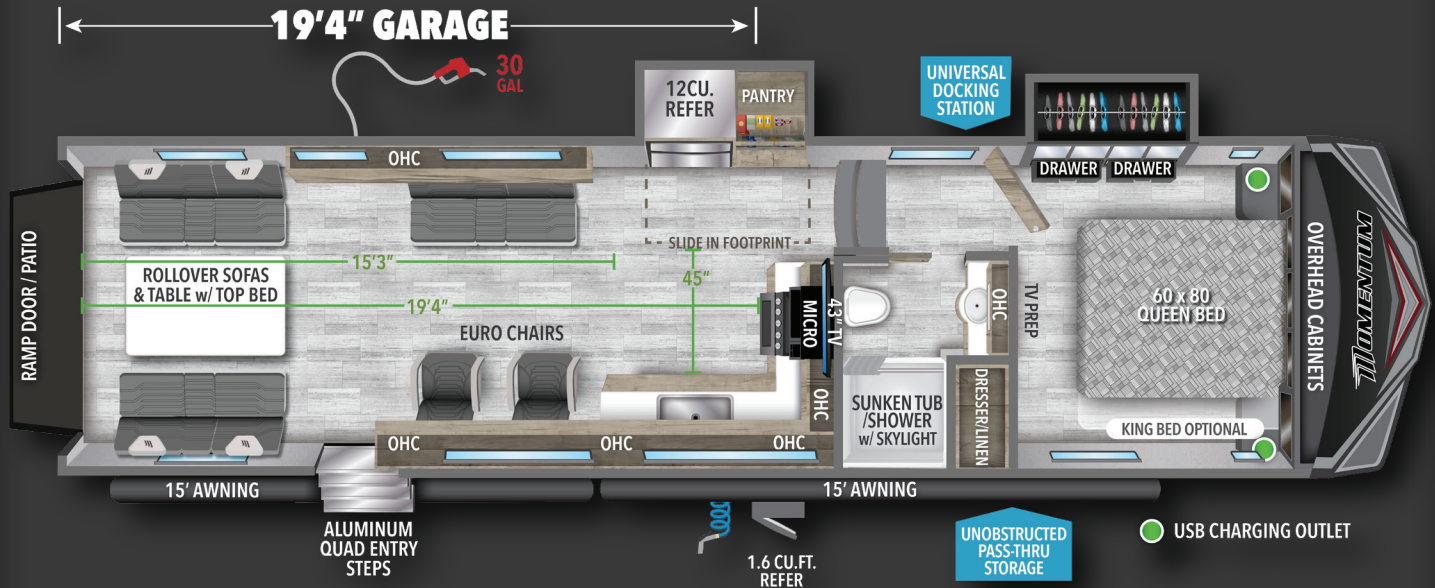 19'4" GARAGE
30
GAL
12CU.
REFER
PANTRY
UNIVERSAL
DOCKING
STATION
OHC
DRAWER
DRAWER
RAMP DOOR / PATIO
ROLLOVER SOFAS
& TABLE w/ TOP BED
15'3"
19'4"
SLIDE IN FOOTPRINT
45"
EURO CHAIRS
MICRO
43" TV
OHC
TV PREP
60 x 80
QUEEN BED
OVERHEAD CABINETS
MOMENTUM
OHC
OHC
OHC
OHC
SUNKEN TUB
/SHOWER
w/ SKYLIGHT
DRESSER/LINEN
KING BED OPTIONAL
15' AWNING
15' AWNING
ALUMINUM
QUAD ENTRY
STEPS
1.6 CU.FT.
REFER
UNOBSTRUCTED
PASS-THRU
STORAGE
USB CHARGING OUTLET